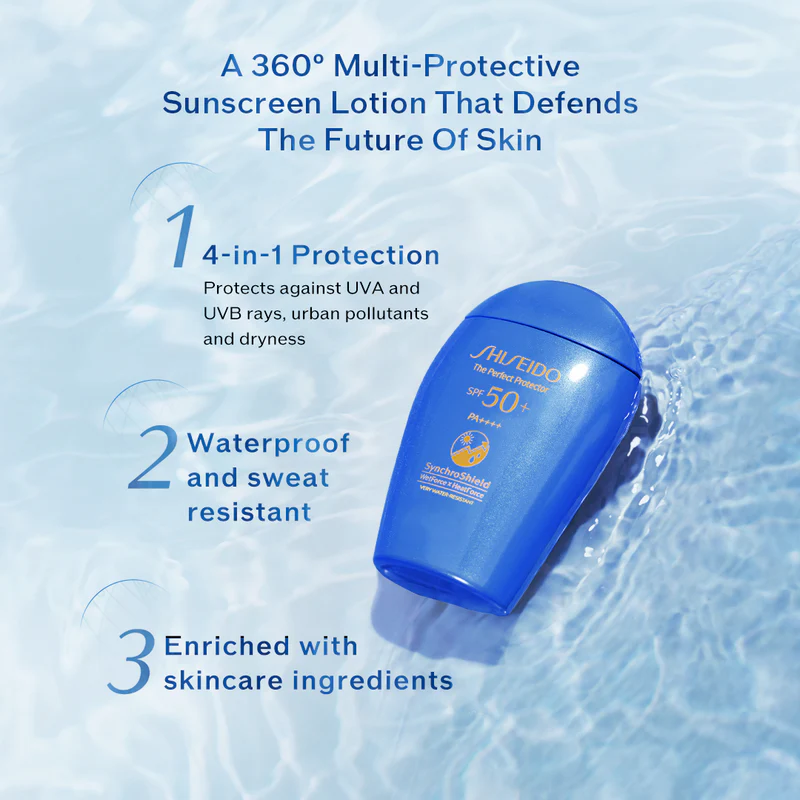 A 360º Multi-Protective
Sunscreen Lotion That Defends
The Future Of Skin
1
4-in-1 Protection
Protects against UVA and
UVB rays, urban pollutants
and dryness
SHISEIDO
The Perfect Protector
SPF 50+
PA++++
SynchroShield
WetForce x HeatForce
VERY WATER-RESISTANT
2
Waterproof
and sweat
resistant
3
Enriched with
skincare ingredients